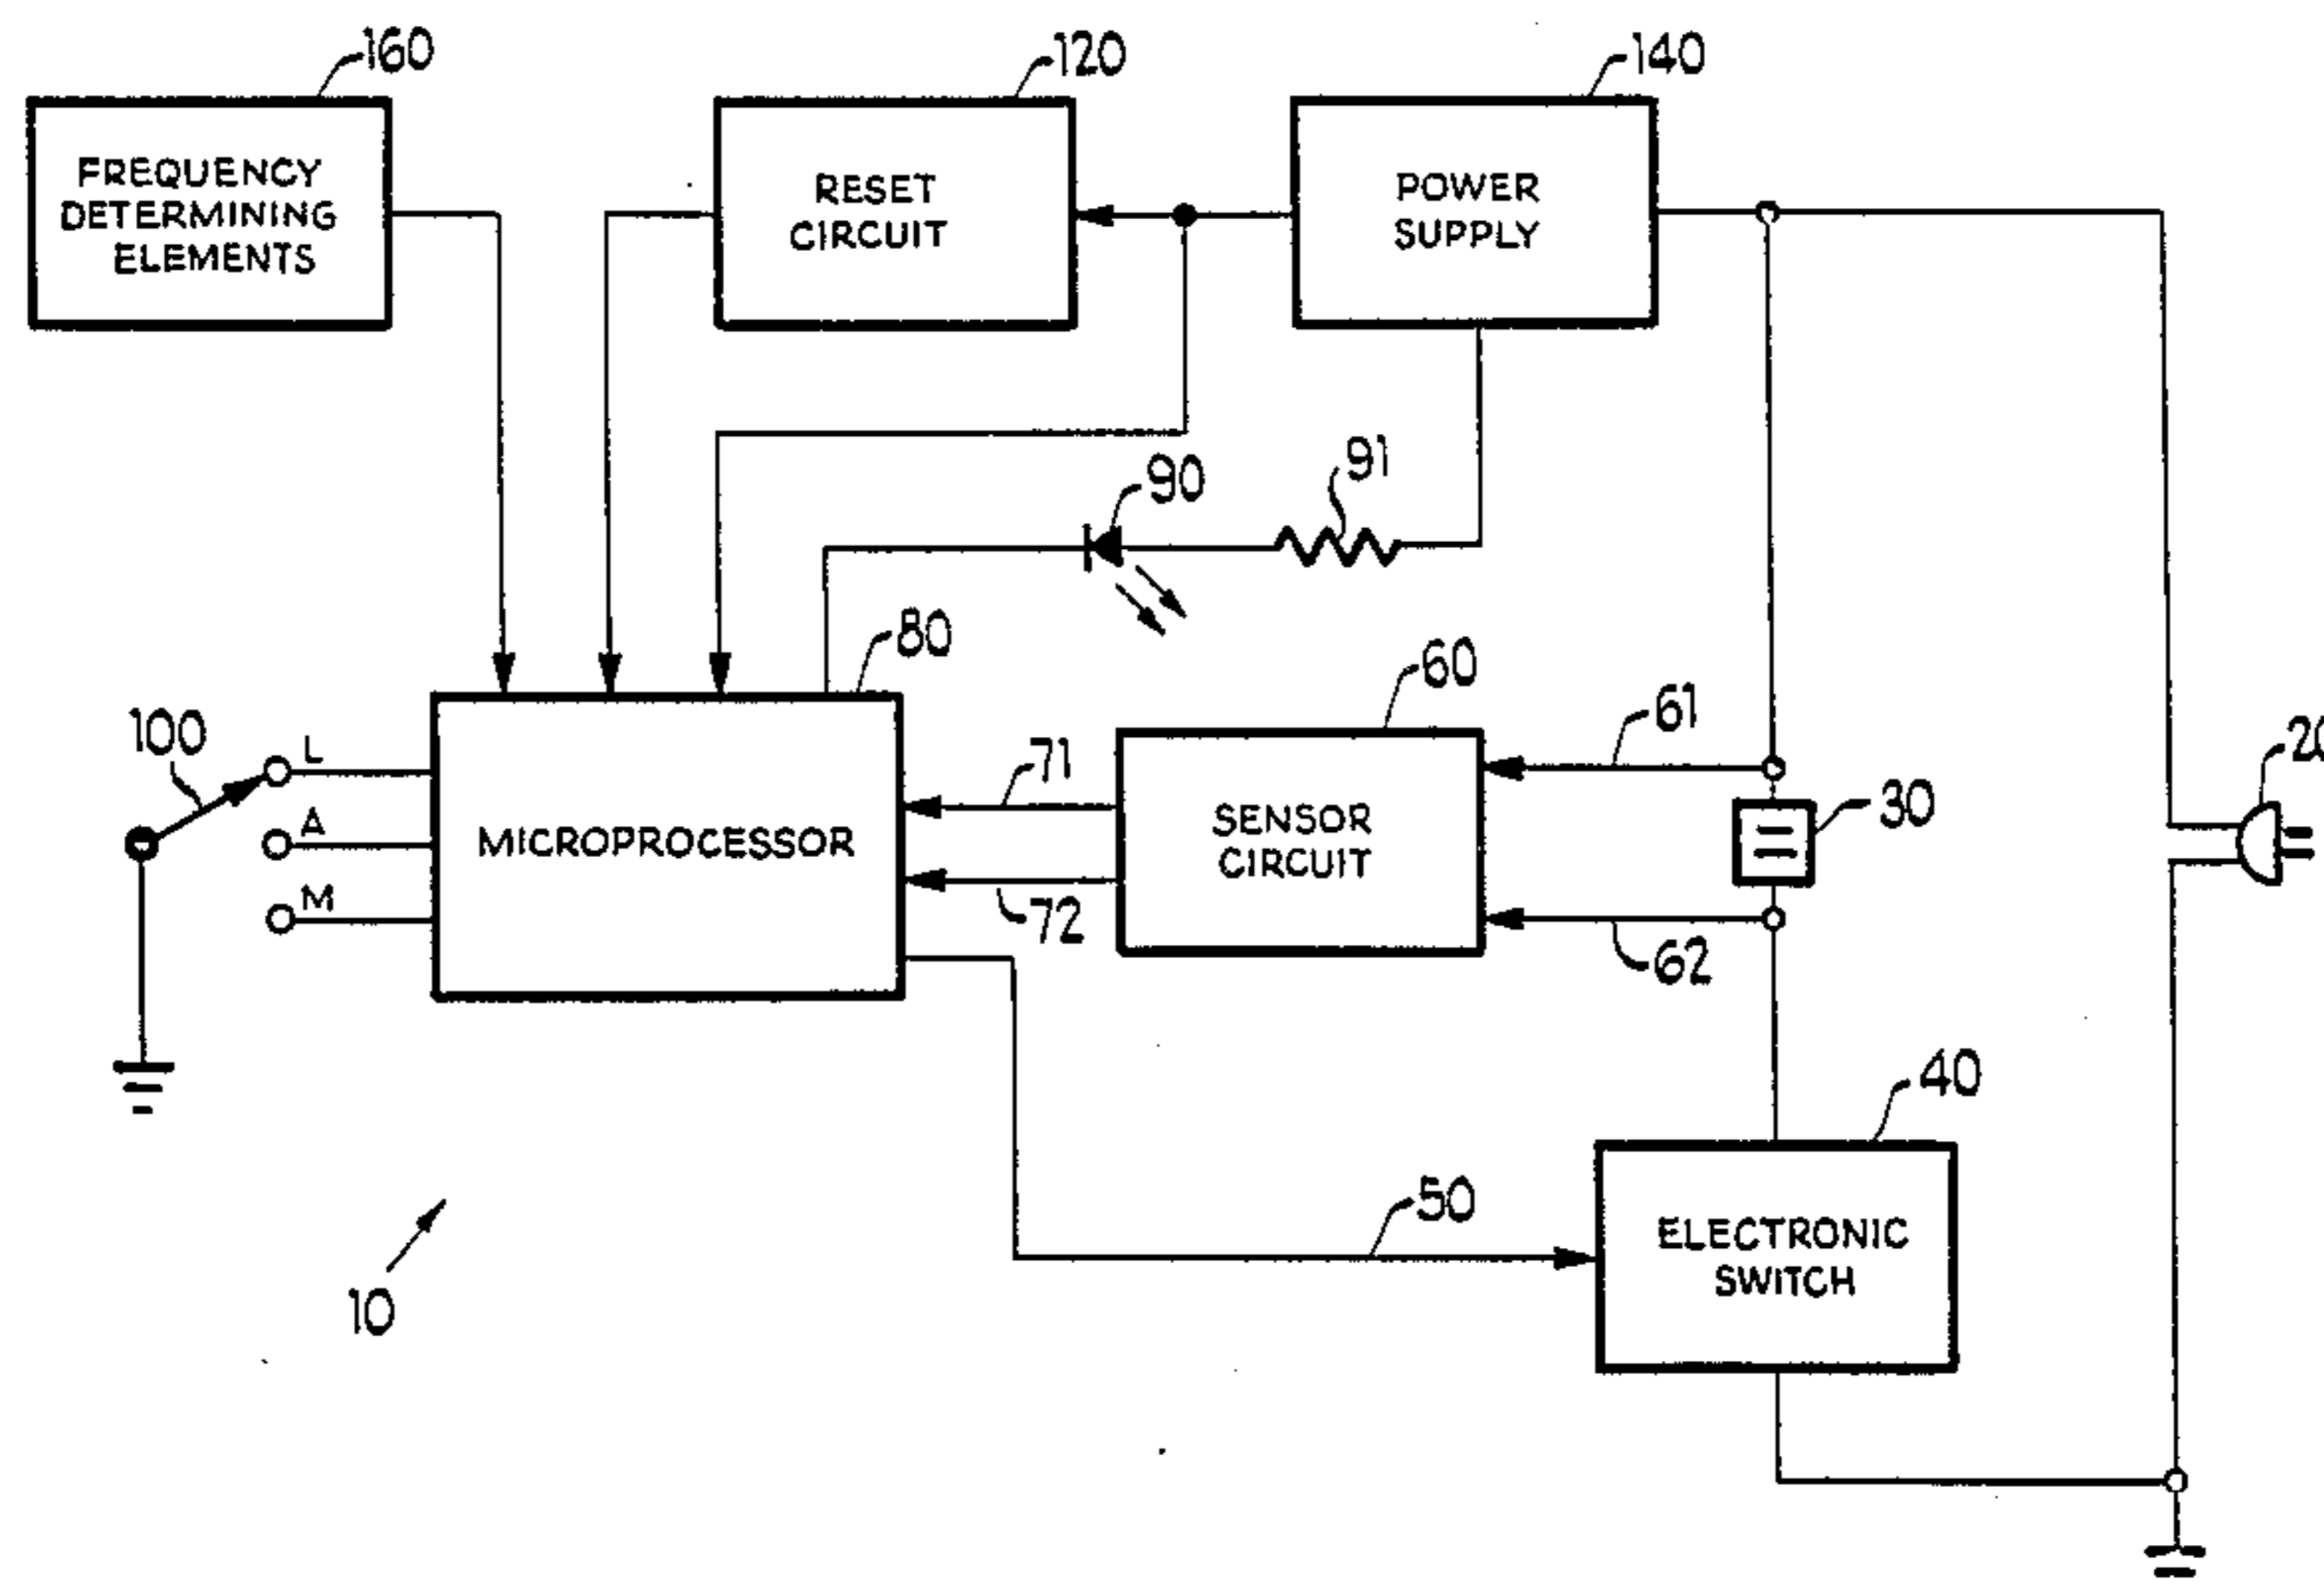 160
120
140
FREQUENCY
DETERMINING
ELEMENTS
RESET
CIRCUIT
POWER
SUPPLY
90
91
80
60
61
100
L
A
M
71
72
MICROPROCESSOR
SENSOR
CIRCUIT
30
62
40
50
ELECTRONIC
SWITCH
10